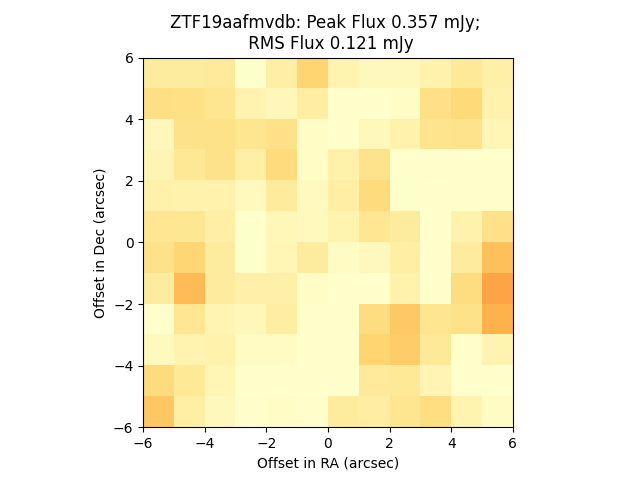 ZTF19aafmvdb: Peak Flux 0.357 mJy;
RMS Flux 0.121 mJy
6
4
2
0
−2
−4
−6
Offset in Dec (arcsec)
−6 −4 −2 0 2 4 6
Offset in RA (arcsec)